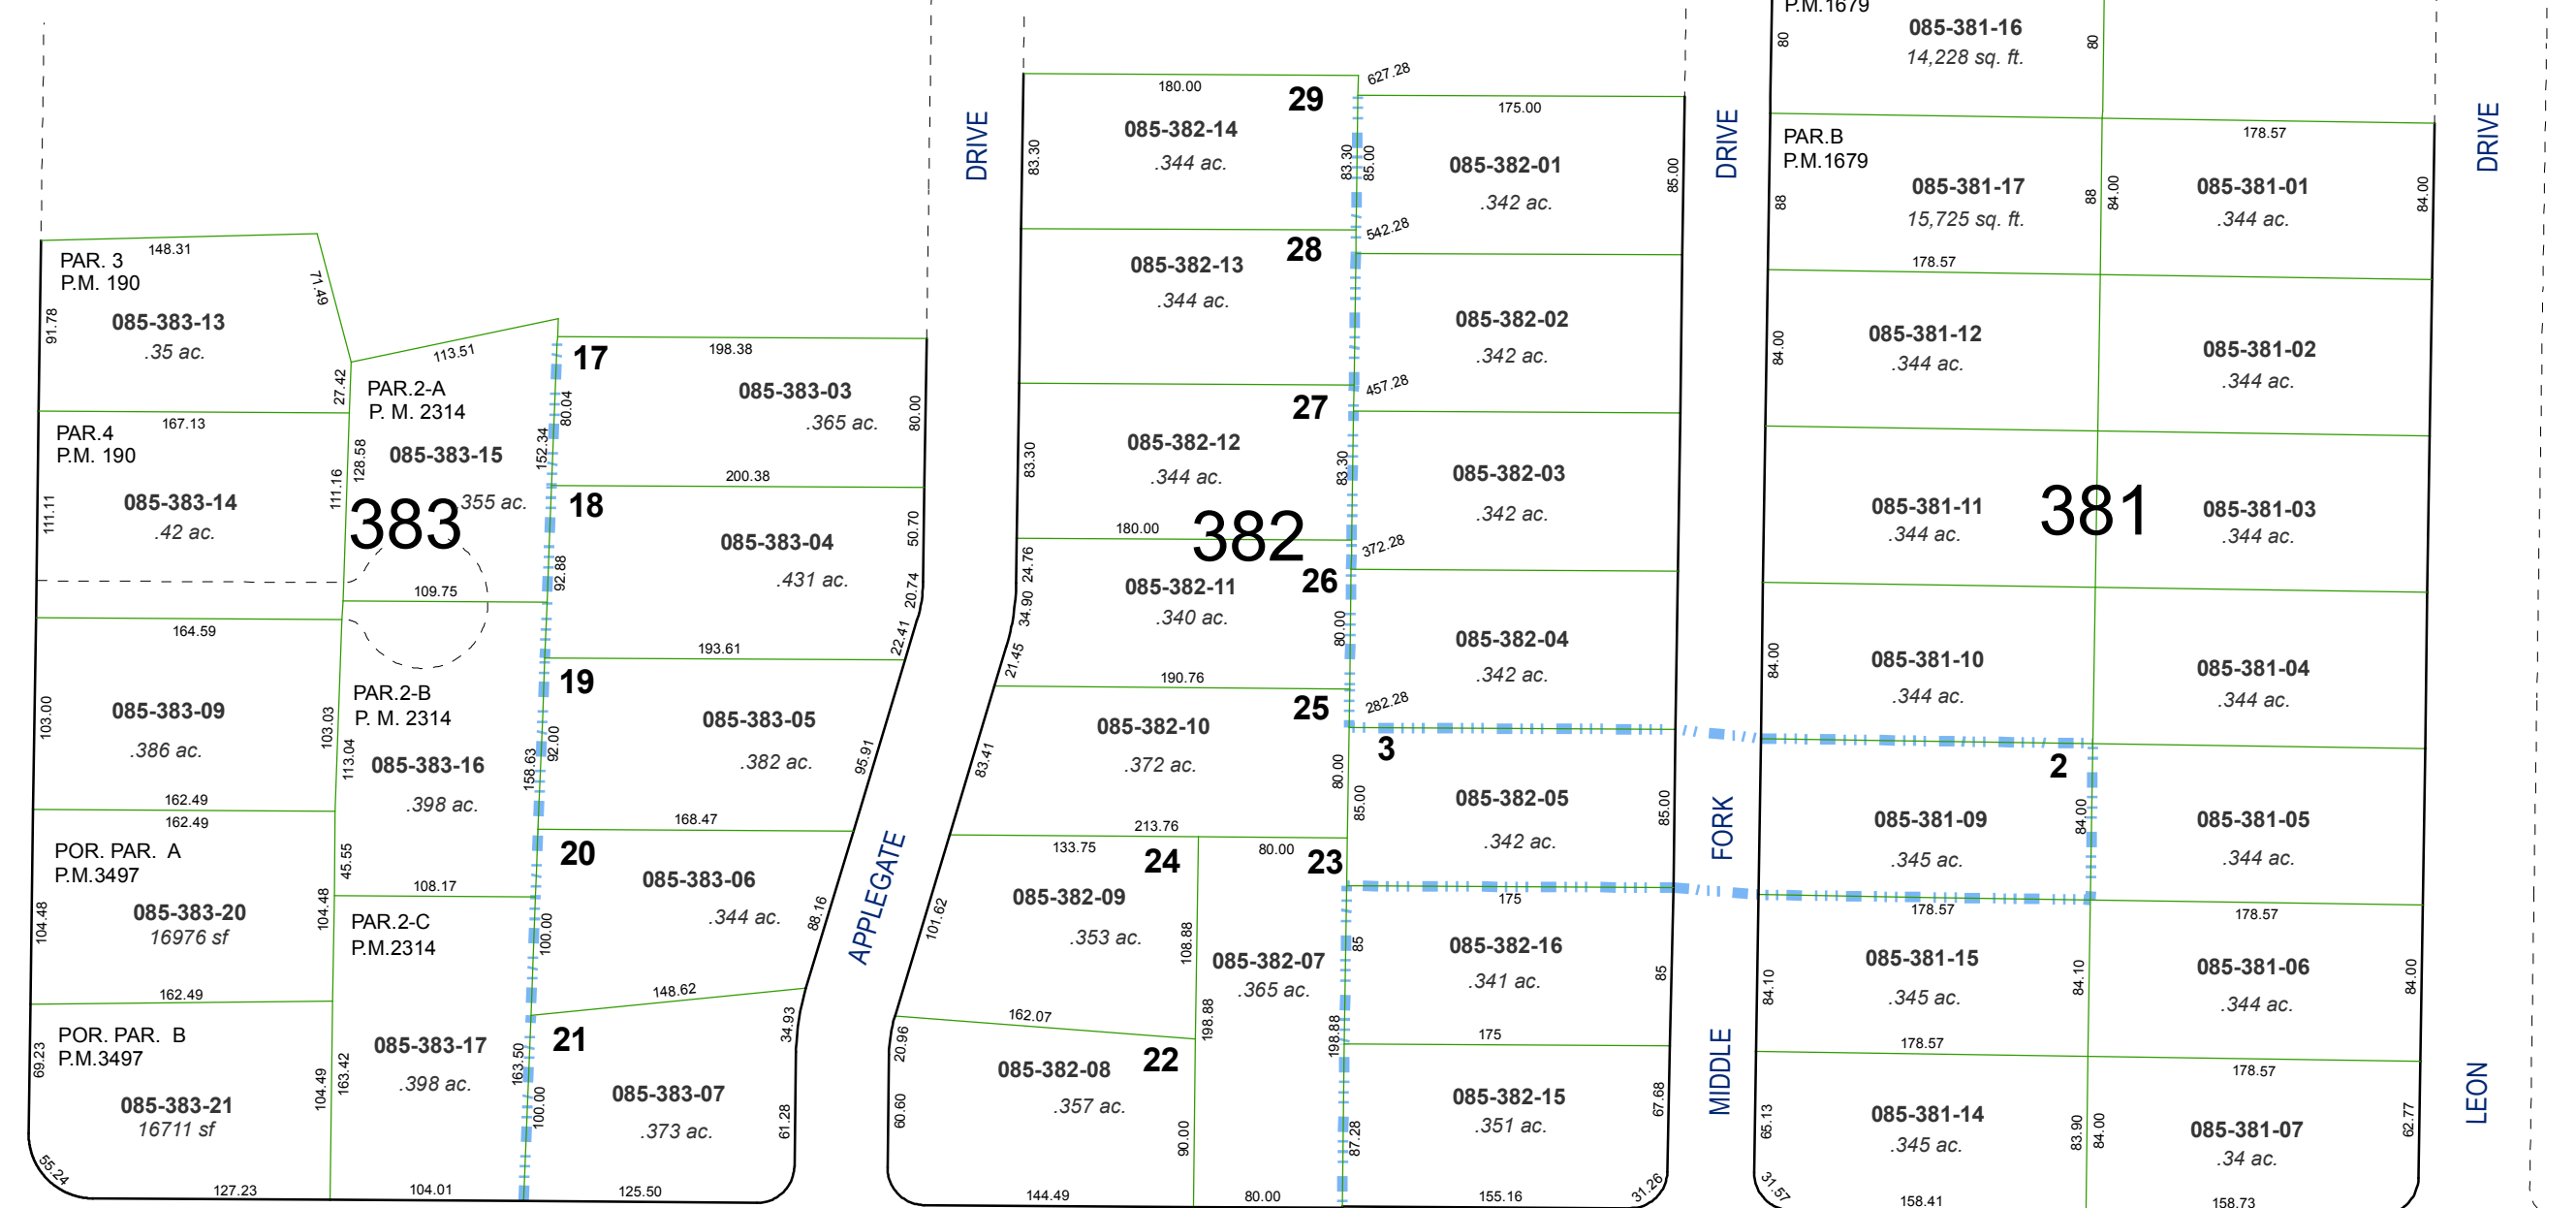 PAR. 3
P.M. 190
148.31
71.49
91.78
085-383-13
.35 ac.
27.42
167.13
PAR.4
P.M. 190
111.11
111.16
085-383-14
.42 ac.
164.59
103.00
103.03
085-383-09
.386 ac.
162.49
162.49
POR. PAR. A
P.M.3497
104.48
104.48
085-383-20
16976 sf
162.49
POR. PAR. B
P.M.3497
69.23
104.49
085-383-21
16711 sf
55.24
127.23
113.51
PAR.2-A
P. M. 2314
128.58
152.34
085-383-15
.355 ac.
383
109.75
PAR.2-B
P. M. 2314
113.04
158.63
085-383-16
.398 ac.
45.55
108.17
PAR.2-C
P.M.2314
163.42
163.50
085-383-17
.398 ac.
104.01
17
198.38
80.04
085-383-03
.365 ac.
80.00
200.38
18
92.88
085-383-04
.431 ac.
50.70
20.74
22.41
193.61
19
92.00
085-383-05
.382 ac.
95.91
168.47
20
100.00
085-383-06
.344 ac.
88.16
148.62
21
100.00
085-383-07
.373 ac.
34.93
61.28
125.50
APPLEGATE
DRIVE
180.00
29
83.30
085-382-14
.344 ac.
83.30
28
085-382-13
.344 ac.
27
83.30
085-382-12
.344 ac.
83.30
180.00
382
24.76
34.90
21.45
085-382-11
.340 ac.
26
80.00
190.76
25
83.41
085-382-10
.372 ac.
80.00
213.76
133.75
24
80.00
23
101.62
085-382-09
.353 ac.
108.88
085-382-07
.365 ac.
198.88
198.88
162.07
20.96
22
085-382-08
.357 ac.
60.60
90.00
144.49
80.00
627.28
175.00
85.00
085-382-01
.342 ac.
85.00
542.28
085-382-02
.342 ac.
457.28
085-382-03
.342 ac.
372.28
085-382-04
.342 ac.
282.28
3
85.00
085-382-05
.342 ac.
85.00
175
85
085-382-16
.341 ac.
85
175
085-382-15
.351 ac.
67.68
87.28
155.16
31.26
DRIVE
FORK
MIDDLE
P.M.1679
80
085-381-16
14,228 sq. ft.
80
PAR.B
P.M.1679
88
085-381-17
15,725 sq. ft.
88
178.57
84.00
085-381-12
.344 ac.
085-381-11
.344 ac.
381
84.00
085-381-10
.344 ac.
2
085-381-09
.345 ac.
84.00
178.57
84.10
085-381-15
.345 ac.
84.10
178.57
65.13
085-381-14
.345 ac.
83.90
31.57
158.41
178.57
84.00
085-381-01
.344 ac.
84.00
085-381-02
.344 ac.
085-381-03
.344 ac.
085-381-04
.344 ac.
085-381-05
.344 ac.
178.57
085-381-06
.344 ac.
84.00
178.57
84.00
085-381-07
.34 ac.
62.77
158.73
DRIVE
LEON